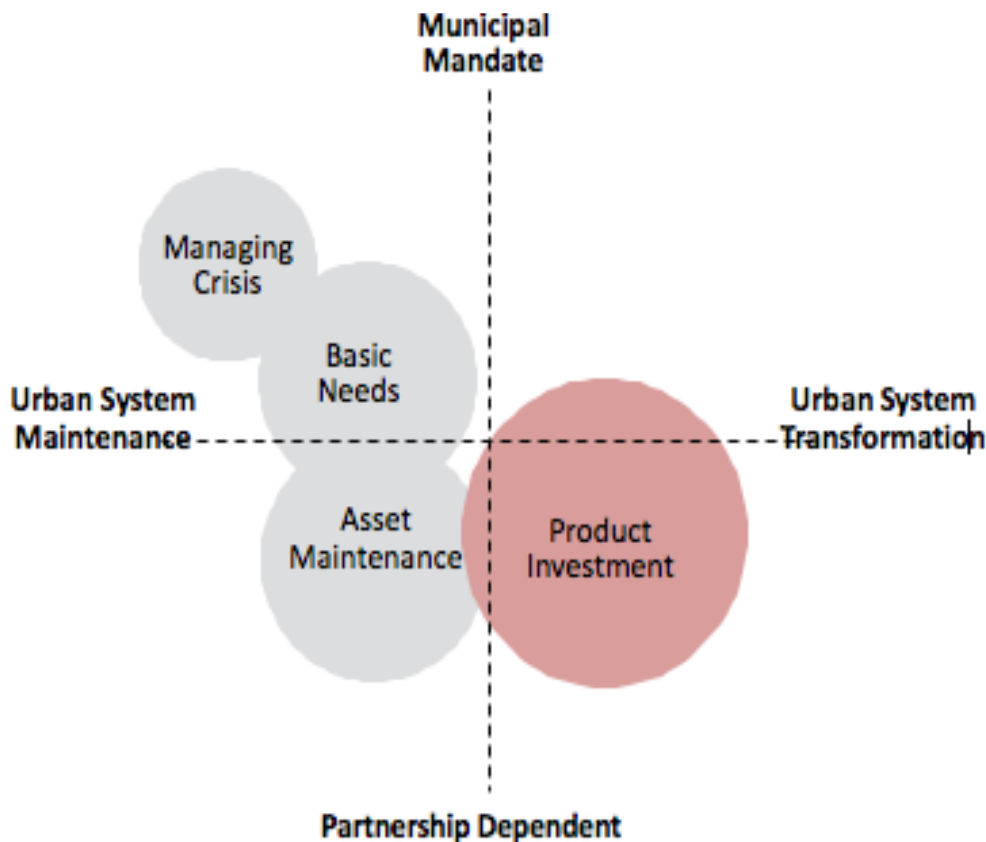 Municipal
Mandate
Managing
Crisis
Basic
Needs
Urban System
Maintenance
Urban System
Transformation
Asset
Maintenance
Product
Investment
Partnership Dependent